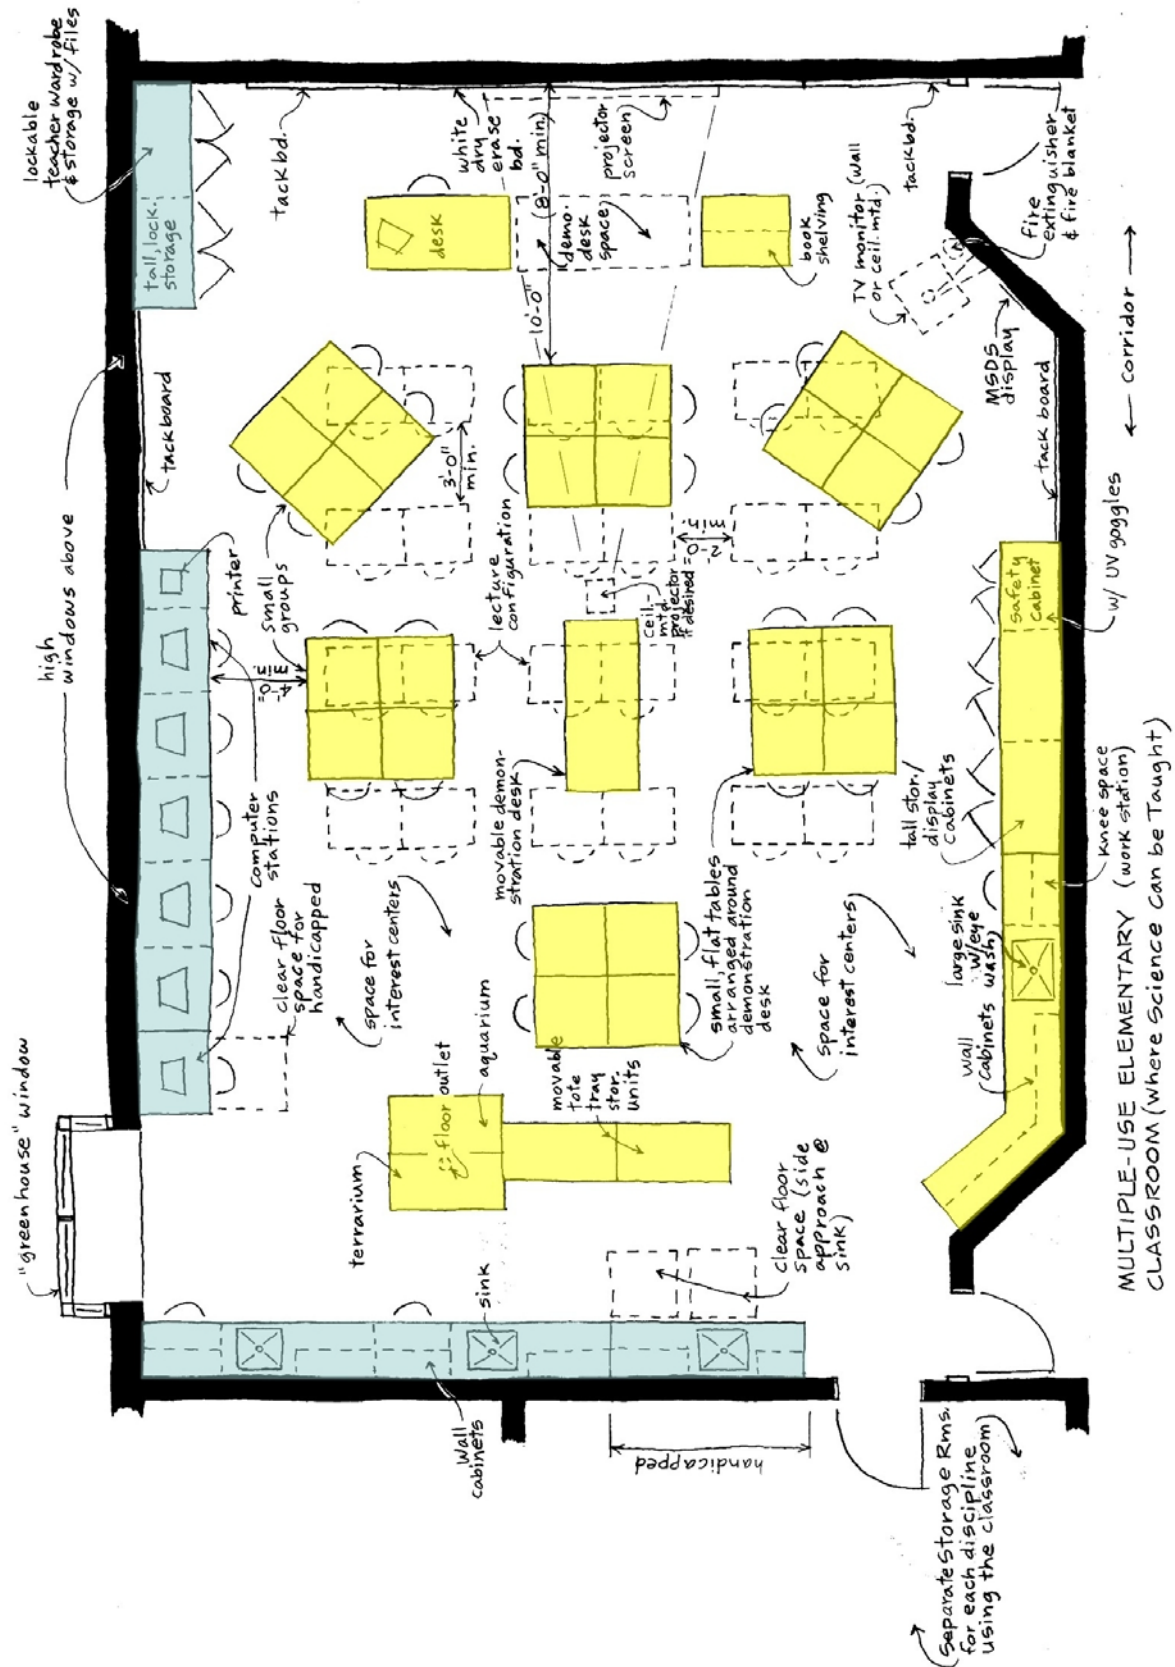 lockable
teacher wardrobe
& storage w/ files
tackbd.
white
dry
erase
bd.
(8'-0" min.)
projector
screen
tackbd.
fire
extinguisher
& fire blanket
tall, lock.
storage
desk
demo.
desk
space
book
shelving
TV monitor (wall
or ceil. mtd.)
10'-0"
MSDS
display
← Corridor →
high
windows above
tackboard
3'-0"
min.
tack board
printer
small
groups
4'-0"
min.
lecture
configuration
2'-0"
min.
ceil.-
mtd.
projector
if desired
safety
cabinet
w/ UV goggles
computer
stations
clear floor
space for
handicapped
movable demon-
stration desk
tall stor./
display
cabinets
knee space
(work station)
space for
interest centers
small, flat tables
arranged around
demonstration
desk
space for
interest centers
large sink
w/eye
wash
wall
cabinets
"green house" window
terrarium
floor outlet
aquarium
movable
tote
tray
stor.
units
clear floor
space (side
approach @
sink)
sink
wall
cabinets
handicapped
Separate Storage Rms.
for each discipline
using the classroom
MULTIPLE-USE ELEMENTARY
CLASSROOM (where Science Can be Taught)